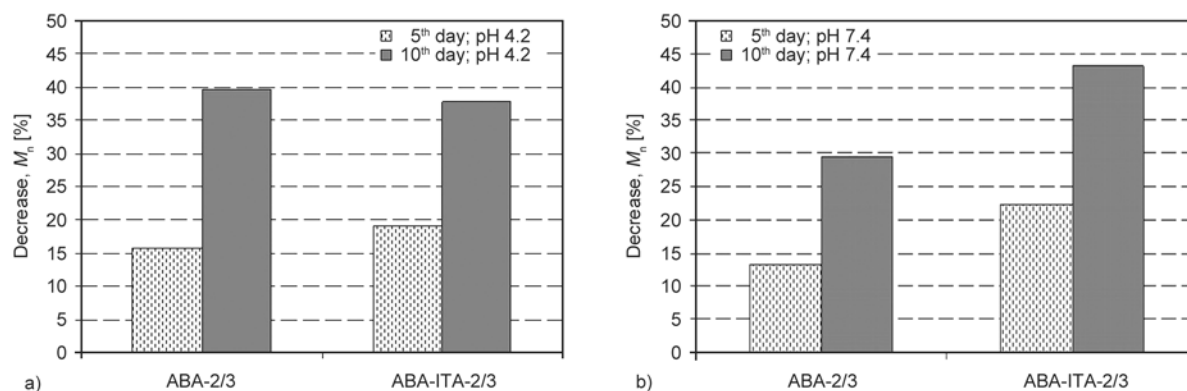 50
45
40
35
30
25
20
15
10
5
0
Decrease, Mn [%]
5th day; pH 4.2
10th day; pH 4.2
ABA-2/3
ABA-ITA-2/3
a)
50
45
40
35
30
25
20
15
10
5
0
Decrease, Mn [%]
5th day; pH 7.4
10th day; pH 7.4
ABA-2/3
ABA-ITA-2/3
b)